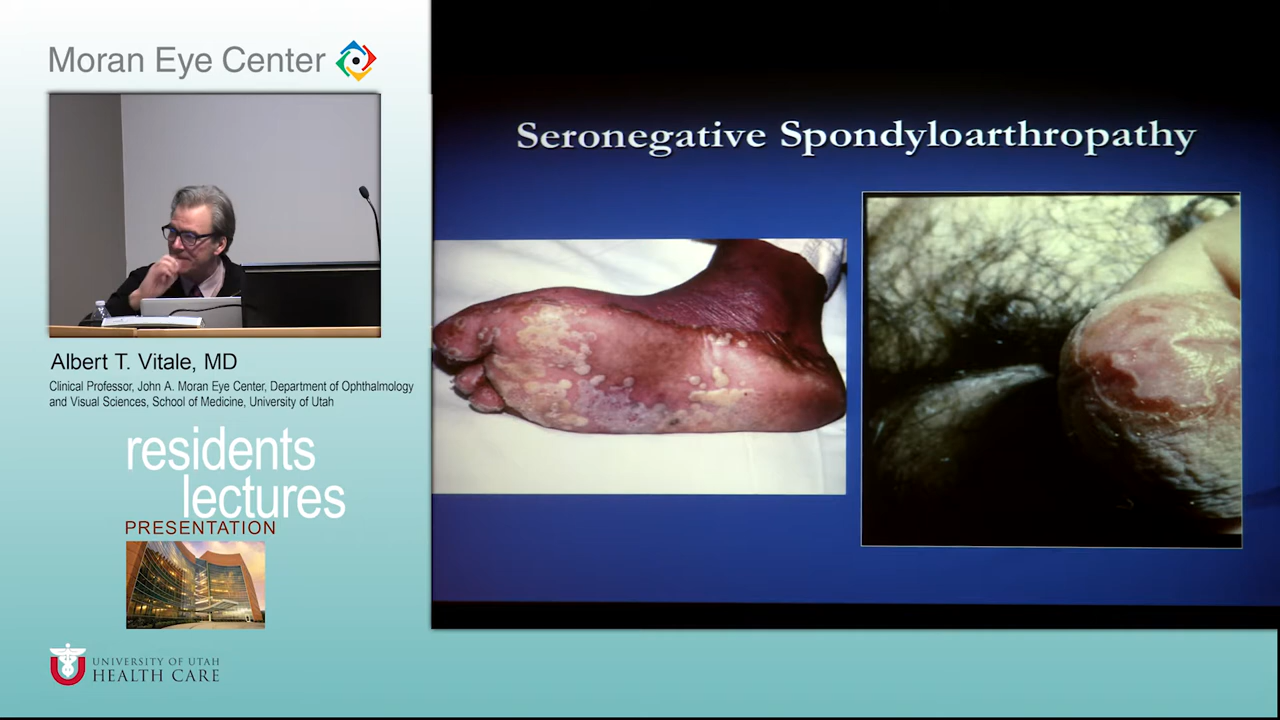 Moran Eye Center
Seronegative Spondyloarthropathy
Albert T. Vitale, MD
Clinical Professor, John A. Moran Eye Center, Department of Ophthalmology
and Visual Sciences, School of Medicine, University of Utah
residents
lectures
PRESENTATION
UNIVERSITY OF UTAH
HEALTH CARE